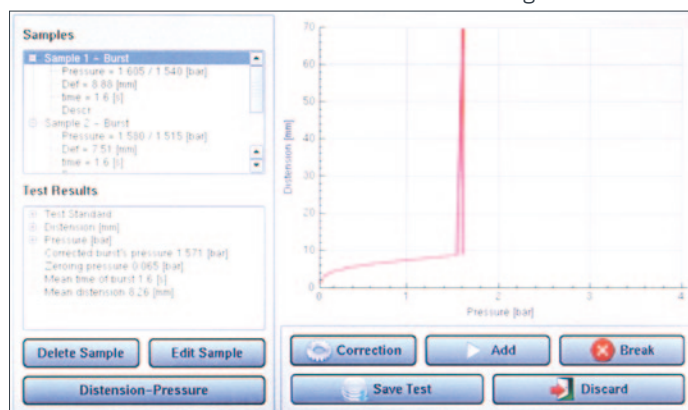 Samples
Sample 1 - Burst
Pressure = 1.605 / 1.540 [bar]
Def = 8.88 [mm]
time = 1.6 [s]
Descr
Sample 2 - Burst
Pressure = 1.580 / 1.515 [bar]
Def = 7.51 [mm]
time = 1.6 [s]
Test Results
Test Standard
Distension [mm]
Pressure [bar]
Corrected burst's pressure 1.571 [bar]
Zeroing pressure 0.065 [bar]
Mean time of burst 1.6 [s]
Mean distension 8.26 [mm]
Delete Sample
Edit Sample
Distension-Pressure
70
60
50
40
30
20
10
0
Distension [mm]
0 1 2 3 4
Pressure [bar]
Correction
Add
Break
Save Test
Discard